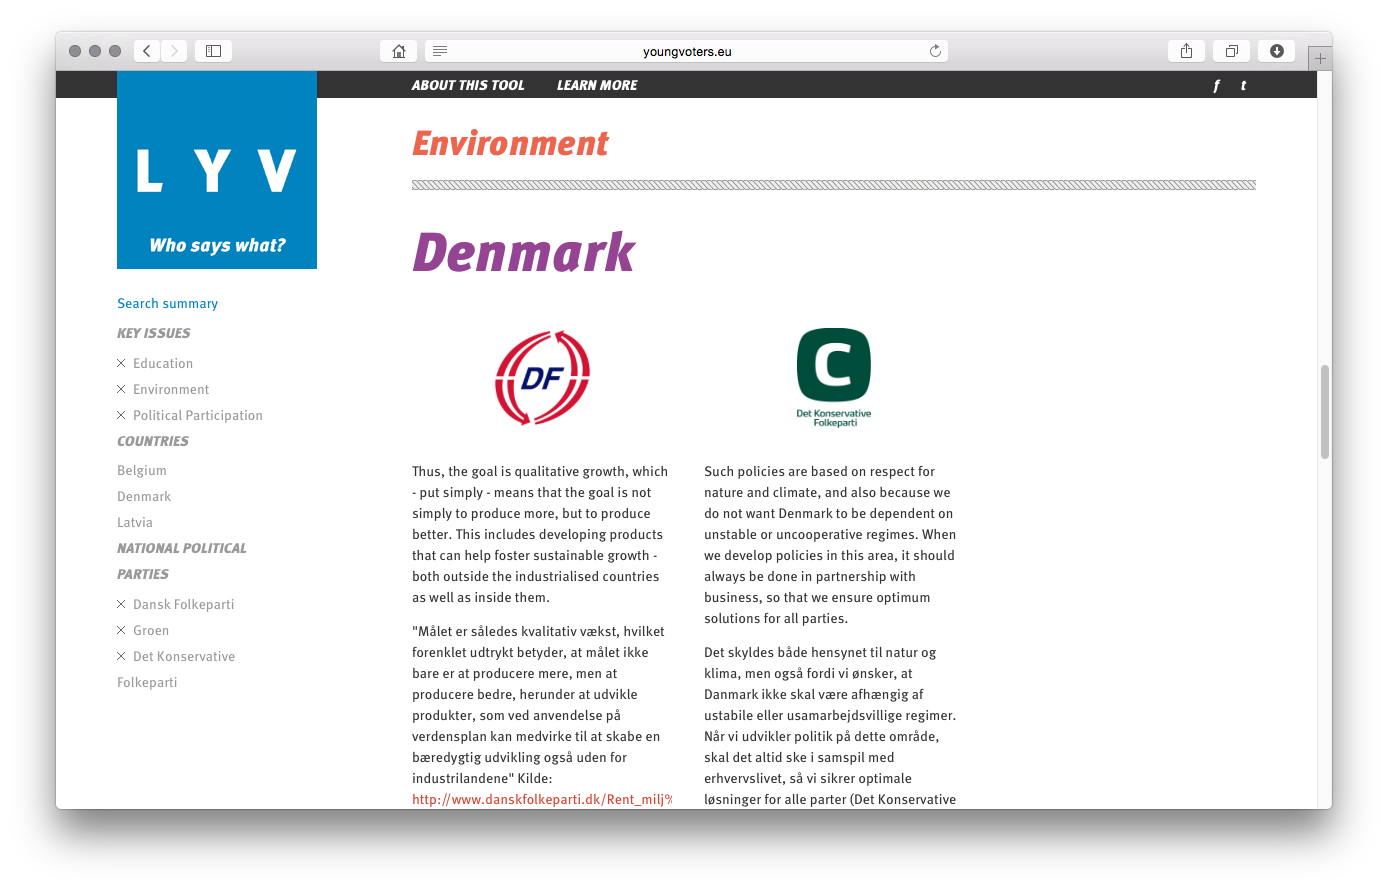 youngvoters.eu
ABOUT THIS TOOL
LEARN MORE
f
t
L Y V
Who says what?
Search summary
KEY ISSUES
Education
Environment
Political Participation
COUNTRIES
Belgium
Denmark
Latvia
NATIONAL POLITICAL
PARTIES
Dansk Folkeparti
Groen
Det Konservative
Folkeparti
Environment
Denmark
DF
Thus, the goal is qualitative growth, which
- put simply - means that the goal is not
simply to produce more, but to produce
better. This includes developing products
that can help foster sustainable growth -
both outside the industrialised countries
as well as inside them.
"Målet er således kvalitativ vækst, hvilket
forenklet udtrykt betyder, at målet ikke
bare er at producere mere, men at
producere bedre, herunder at udvikle
produkter, som ved anvendelse på
verdensplan kan medvirke til at skabe en
bæredygtig udvikling også uden for
industrilandene" Kilde:
http://www.danskfolkeparti.dk/Rent_milj%
C
Det Konservative
Folkeparti
Such policies are based on respect for
nature and climate, and also because we
do not want Denmark to be dependent on
unstable or uncooperative regimes. When
we develop policies in this area, it should
always be done in partnership with
business, so that we ensure optimum
solutions for all parties.
Det skyldes både hensynet til natur og
klima, men også fordi vi ønsker, at
Danmark ikke skal være afhængig af
ustabile eller usamarbejdsvillige regimer.
Når vi udvikler politik på dette område,
skal det altid ske i samspil med
erhvervslivet, så vi sikrer optimale
løsninger for alle parter (Det Konservative